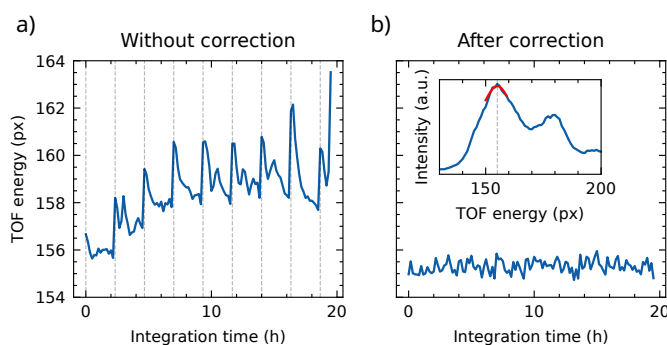 a)
Without correction
TOF energy (px)
164
162
160
158
156
154
0
10
20
Integration time (h)
b)
After correction
Intensity (a.u.)
150
200
TOF energy (px)
0
10
20
Integration time (h)